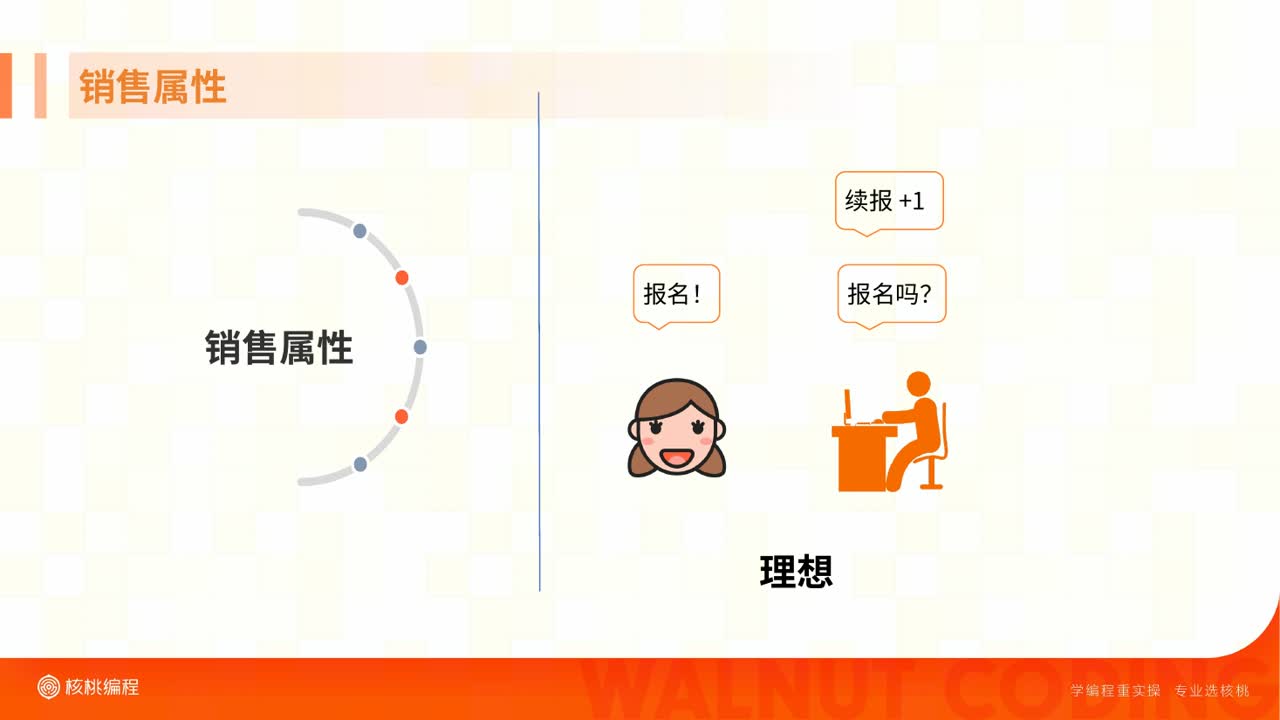 销售属性
销售属性
续报 +1
报名！
报名吗？
理想
核桃编程
WALNUT CODING
学编程重实操 专业选核桃